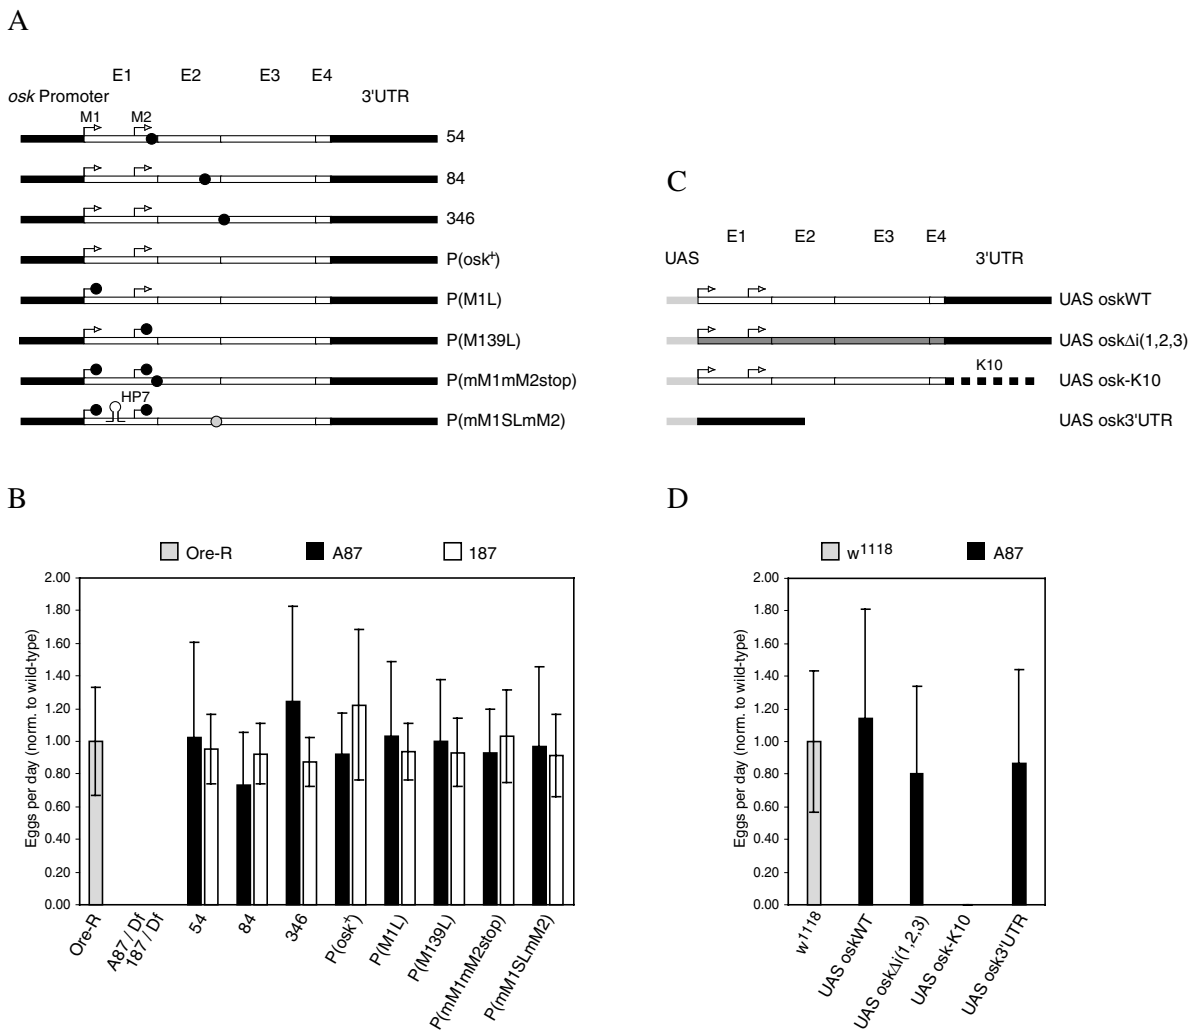 A
E1 E2 E3 E4
osk Promoter 3'UTR
M1 M2
54
84
346
P(osk+)
P(M1L)
P(M139L)
P(mM1mM2stop)
HP7
P(mM1SLmM2)
C
E1 E2 E3 E4
UAS 3'UTR
UAS oskWT
UAS oskΔi(1,2,3)
K10
UAS osk-K10
UAS osk3'UTR
B
Ore-R A87 187
Eggs per day (norm. to wild-type)
2.00
1.80
1.60
1.40
1.20
1.00
0.80
0.60
0.40
0.20
0.00
Ore-R
A87 / Df
187 / Df
54
84
346
P(osk+)
P(M1L)
P(M139L)
P(mM1mM2stop)
P(mM1SLmM2)
D
w1118 A87
Eggs per day (norm. to wild-type)
2.00
1.80
1.60
1.40
1.20
1.00
0.80
0.60
0.40
0.20
0.00
w1118
UAS oskWT
UAS oskΔi(1,2,3)
UAS osk-K10
UAS osk3'UTR